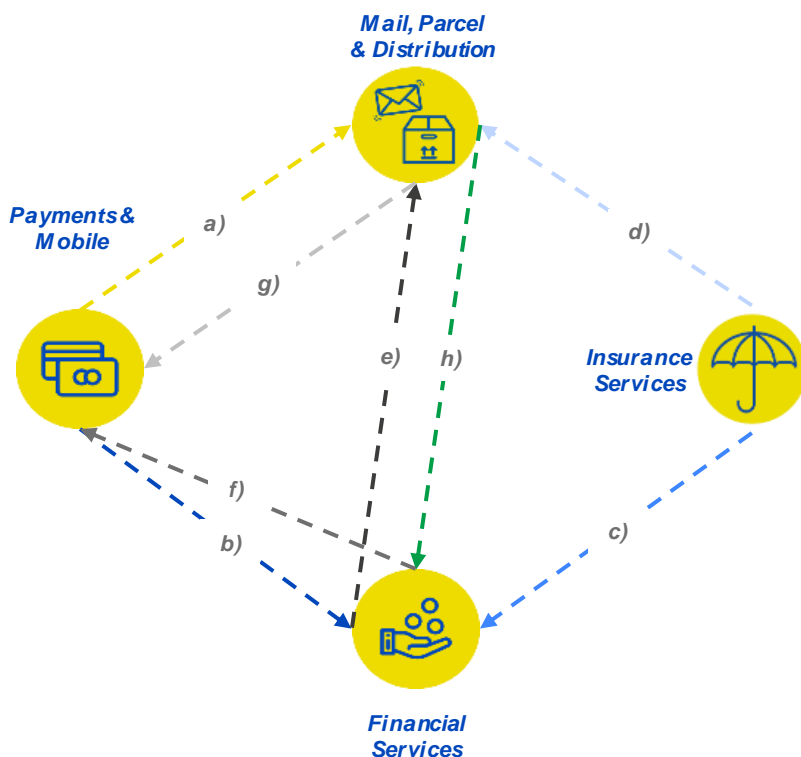 Mail, Parcel
& Distribution
Payments &
Mobile
a)
d)
g)
e)
h)
Insurance
Services
f)
b)
c)
Financial
Services